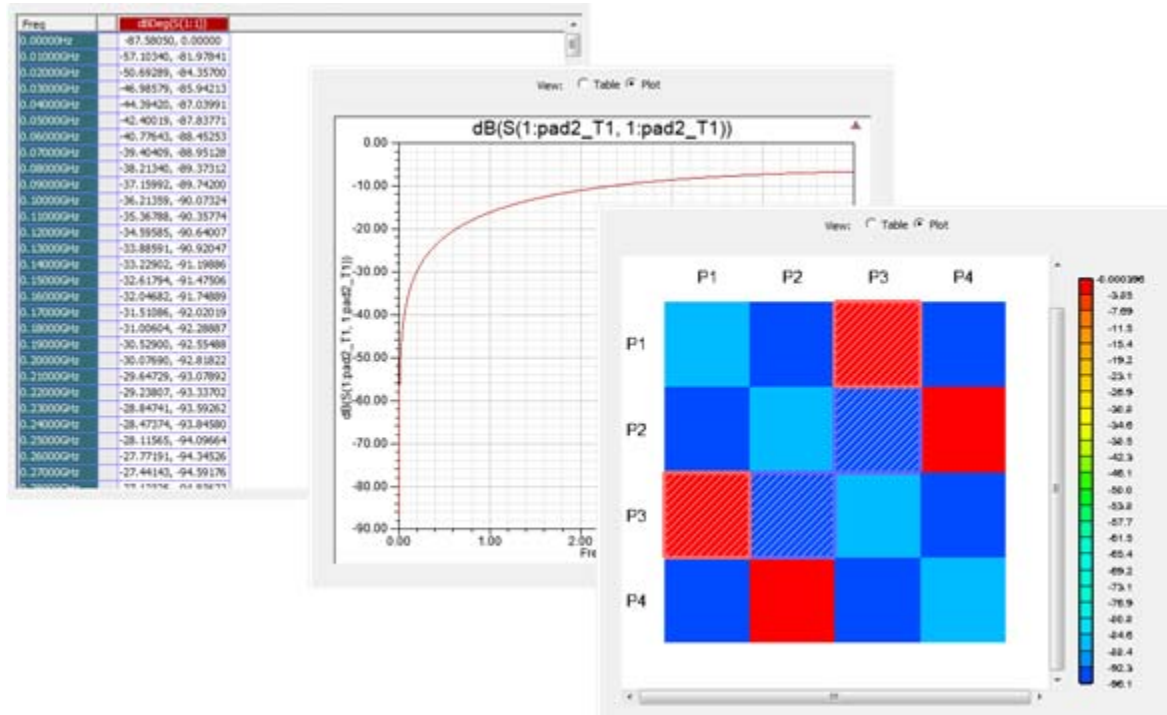 Freq dBDeg(S(1:1))
0.00000Hz -87.58050, 0.00000
0.01000GHz -57.10340, -81.97841
0.02000GHz -50.69289, -84.35700
0.03000GHz -46.98579, -85.94213
0.04000GHz -44.39420, -87.03991
0.05000GHz -42.40019, -87.83771
0.06000GHz -40.77643, -88.45253
0.07000GHz -39.40409, -88.95128
0.08000GHz -38.21340, -89.37312
0.09000GHz -37.15992, -89.74200
0.10000GHz -36.21359, -90.07324
0.11000GHz -35.36788, -90.35774
0.12000GHz -34.59585, -90.64007
0.13000GHz -33.88591, -90.92047
0.14000GHz -33.22902, -91.19886
0.15000GHz -32.61794, -91.47506
0.16000GHz -32.04682, -91.74889
0.17000GHz -31.51086, -92.02019
0.18000GHz -31.00604, -92.28887
0.19000GHz -30.52900, -92.55488
0.20000GHz -30.07690, -92.81822
0.21000GHz -29.64729, -93.07892
0.22000GHz -29.23807, -93.33702
0.23000GHz -28.84741, -93.59262
0.24000GHz -28.47374, -93.84580
0.25000GHz -28.11565, -94.09664
0.26000GHz -27.77191, -94.34526
0.27000GHz -27.44143, -94.59176
View: Table Plot
dB(S(1:pad2_T1, 1:pad2_T1))
dB(S(1:pad2_T1, 1:pad2_T1))
0.00
-10.00
-20.00
-30.00
-40.00
-50.00
-60.00
-70.00
-80.00
-90.00
0.00 1.00 2.00
Fre
View: Table Plot
P1 P2 P3 P4
P1
P2
P3
P4
-3.85
-7.69
-11.5
-15.4
-19.2
-23.1
-26.9
-30.8
-34.6
-38.5
-42.3
-46.1
-50.0
-53.8
-57.7
-61.5
-65.4
-69.2
-73.1
-76.9
-80.8
-84.6
-88.4
-92.3
-96.1